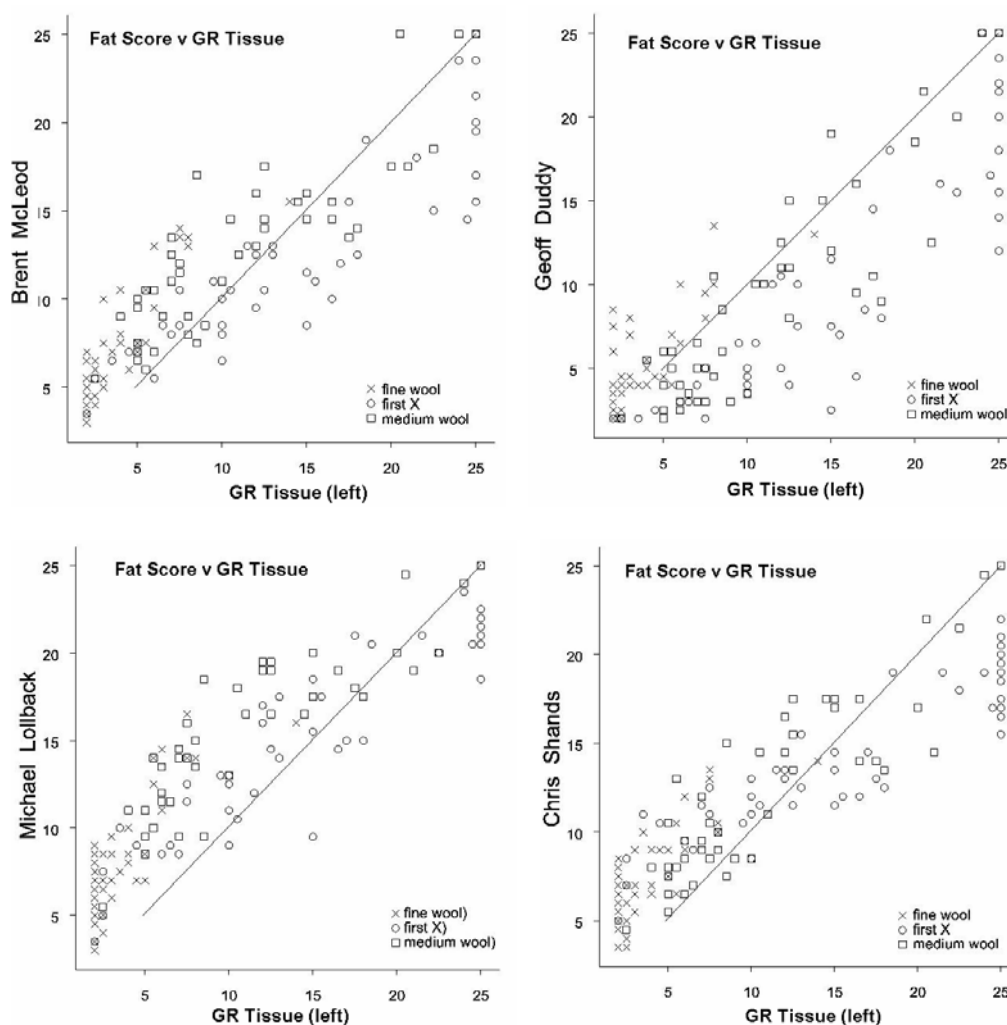 Fat Score v GR Tissue
Brent McLeod
25
20
15
10
5
× fine wool
○ first X
□ medium wool
5 10 15 20 25
GR Tissue (left)
Fat Score v GR Tissue
Geoff Duddy
25
20
15
10
5
× fine wool
○ first X
□ medium wool
5 10 15 20 25
GR Tissue (left)
Fat Score v GR Tissue
Michael Lollback
25
20
15
10
5
× fine wool)
○ first X)
□ medium wool)
5 10 15 20 25
GR Tissue (left)
Fat Score v GR Tissue
Chris Shands
25
20
15
10
5
× fine wool
○ first X
□ medium wool
5 10 15 20 25
GR Tissue (left)